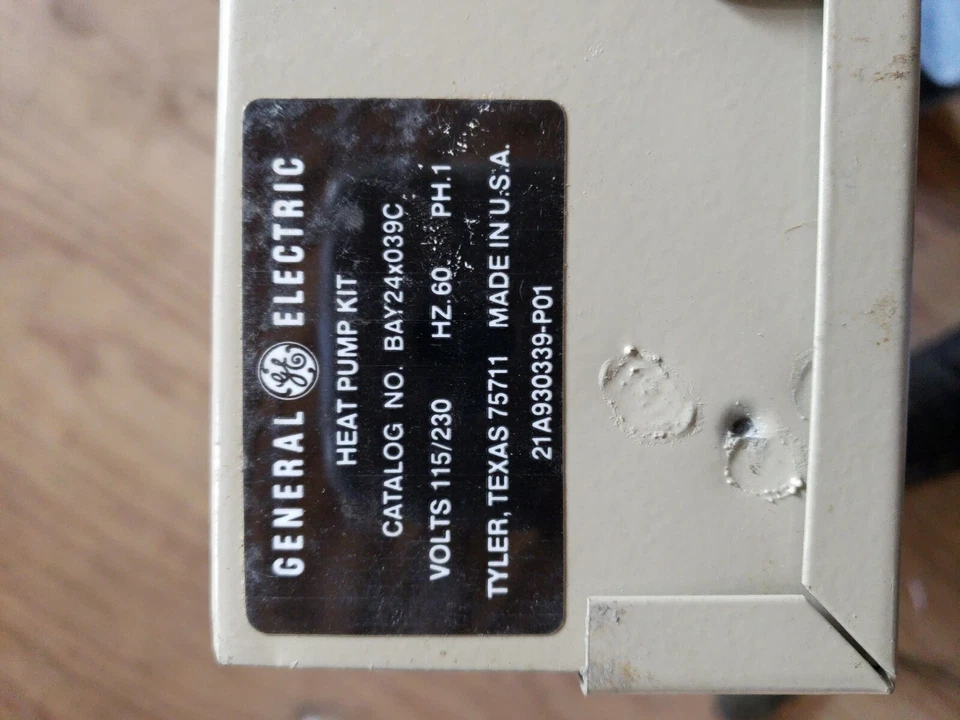 GENERAL GE ELECTRIC
HEAT PUMP KIT
CATALOG NO. BAY24x039C
VOLTS 115/230 HZ.60 PH.1
TYLER, TEXAS 75711 MADE IN U.S.A.
21A930339-P01